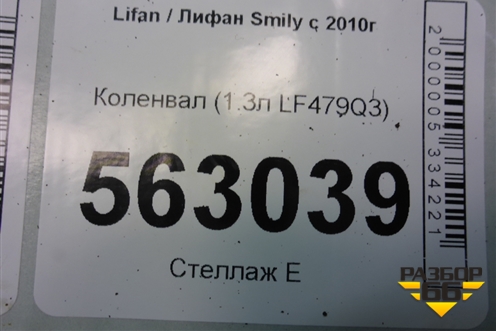 Lifan / Лифан Smily с 2010г
Коленвал (1.3л LF479Q3)
563039
Стеллаж Е
2000005334221
РАЗБОР
66